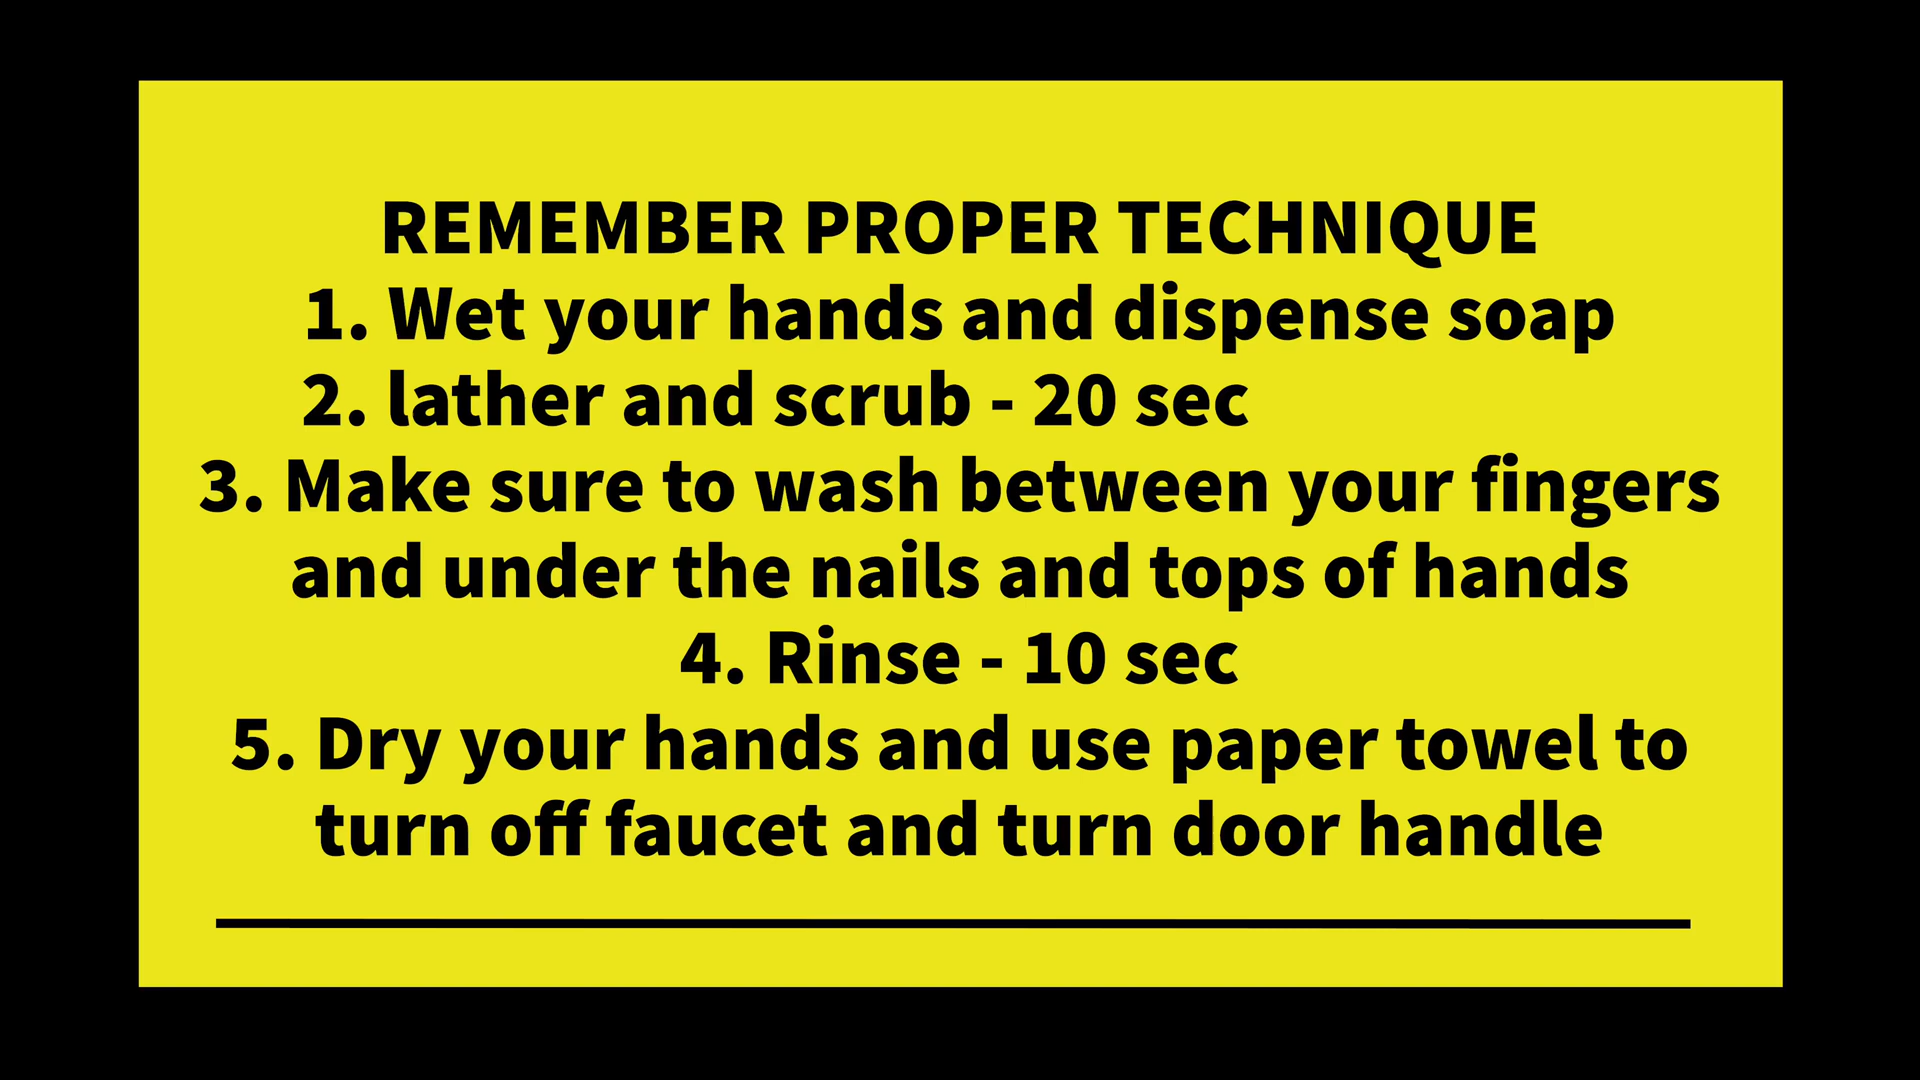 REMEMBER PROPER TECHNIQUE
1. Wet your hands and dispense soap
2. lather and scrub - 20 sec
3. Make sure to wash between your fingers
and under the nails and tops of hands
4. Rinse - 10 sec
5. Dry your hands and use paper towel to
turn off faucet and turn door handle